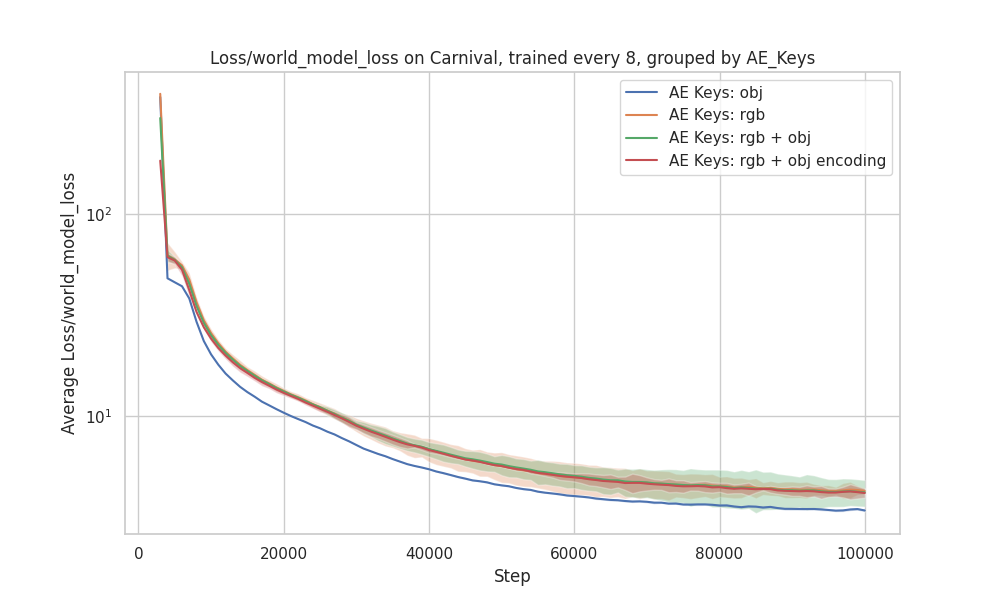 Loss/world_model_loss on Carnival, trained every 8, grouped by AE_Keys
AE Keys: obj
AE Keys: rgb
AE Keys: rgb + obj
AE Keys: rgb + obj encoding
Average Loss/world_model_loss
10²
10¹
0 20000 40000 60000 80000 100000
Step